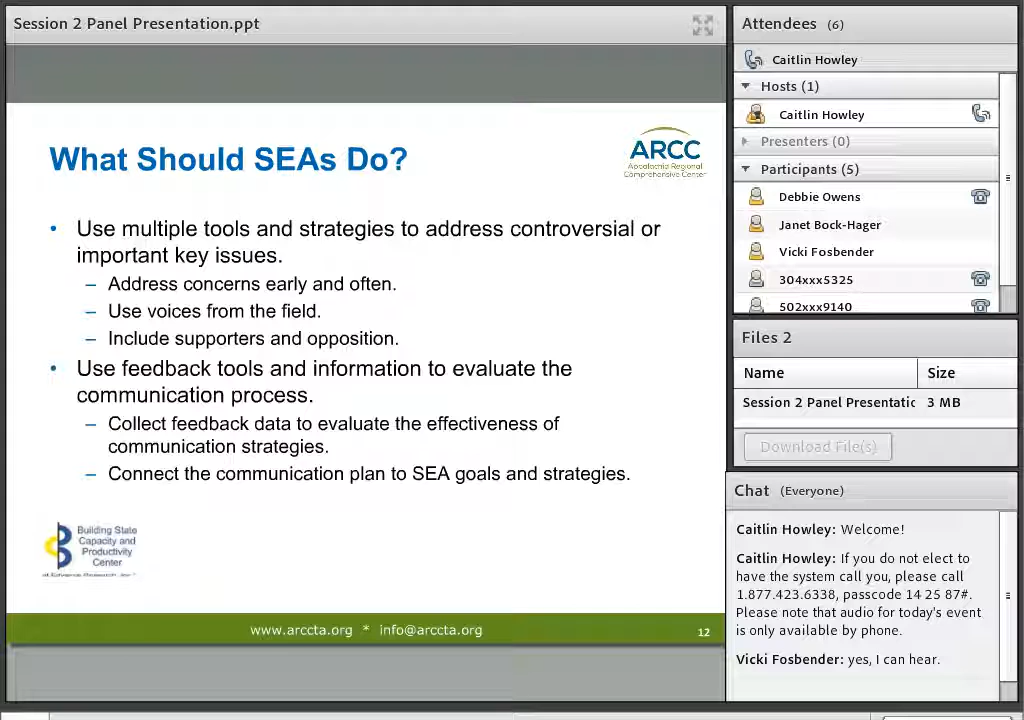 Session 2 Panel Presentation.ppt
What Should SEAs Do?
ARCC
Appalachia Regional
Comprehensive Center
• Use multiple tools and strategies to address controversial or
important key issues.
– Address concerns early and often.
– Use voices from the field.
– Include supporters and opposition.
• Use feedback tools and information to evaluate the
communication process.
– Collect feedback data to evaluate the effectiveness of
communication strategies.
– Connect the communication plan to SEA goals and strategies.
Building State
Capacity and
Productivity
Center
at Edvance Research, Inc.
www.arccta.org * info@arccta.org
12
Attendees (6)
Caitlin Howley
Hosts (1)
Caitlin Howley
Presenters (0)
Participants (5)
Debbie Owens
Janet Bock-Hager
Vicki Fosbender
304xxx5325
502xxx9140
Files 2
Name Size
Session 2 Panel Presentatic 3 MB
Download File(s)
Chat (Everyone)
Caitlin Howley: Welcome!
Caitlin Howley: If you do not elect to
have the system call you, please call
1.877.423.6338, passcode 14 25 87#.
Please note that audio for today's event
is only available by phone.
Vicki Fosbender: yes, I can hear.